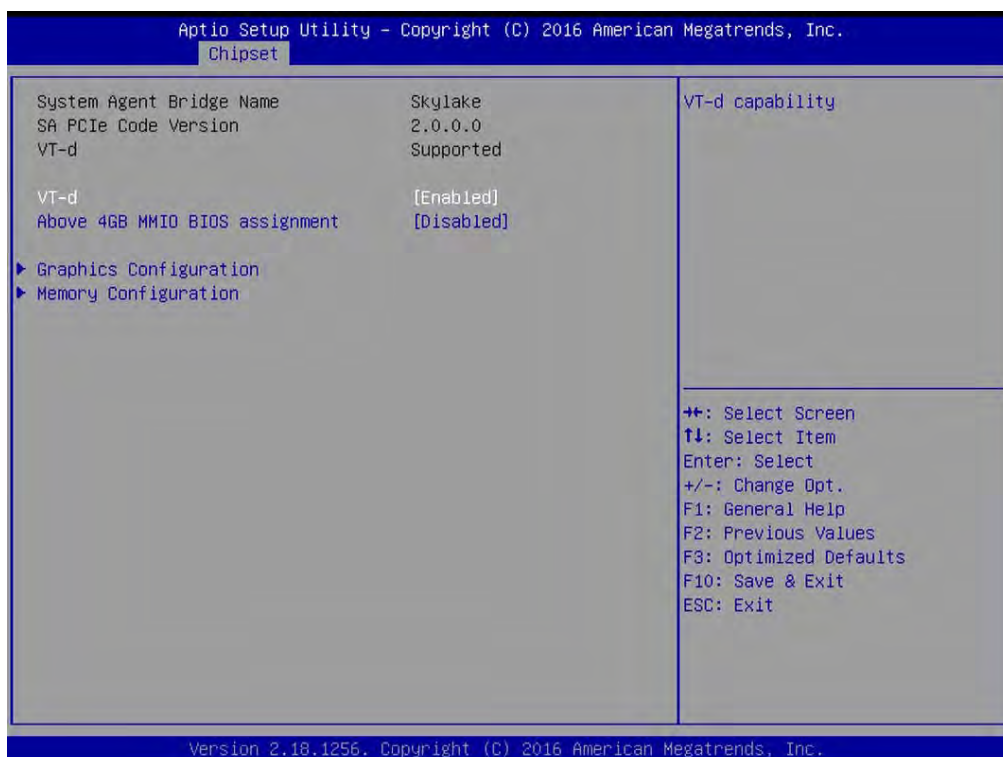 Aptio Setup Utility – Copyright (C) 2016 American Megatrends, Inc.
Chipset
System Agent Bridge Name Skylake
SA PCIe Code Version 2.0.0.0
VT-d Supported
VT-d [Enabled]
Above 4GB MMIO BIOS assignment [Disabled]
Graphics Configuration
Memory Configuration
VT-d capability
→←: Select Screen
↑↓: Select Item
Enter: Select
+/-: Change Opt.
F1: General Help
F2: Previous Values
F3: Optimized Defaults
F10: Save & Exit
ESC: Exit
Version 2.18.1256. Copyright (C) 2016 American Megatrends, Inc.